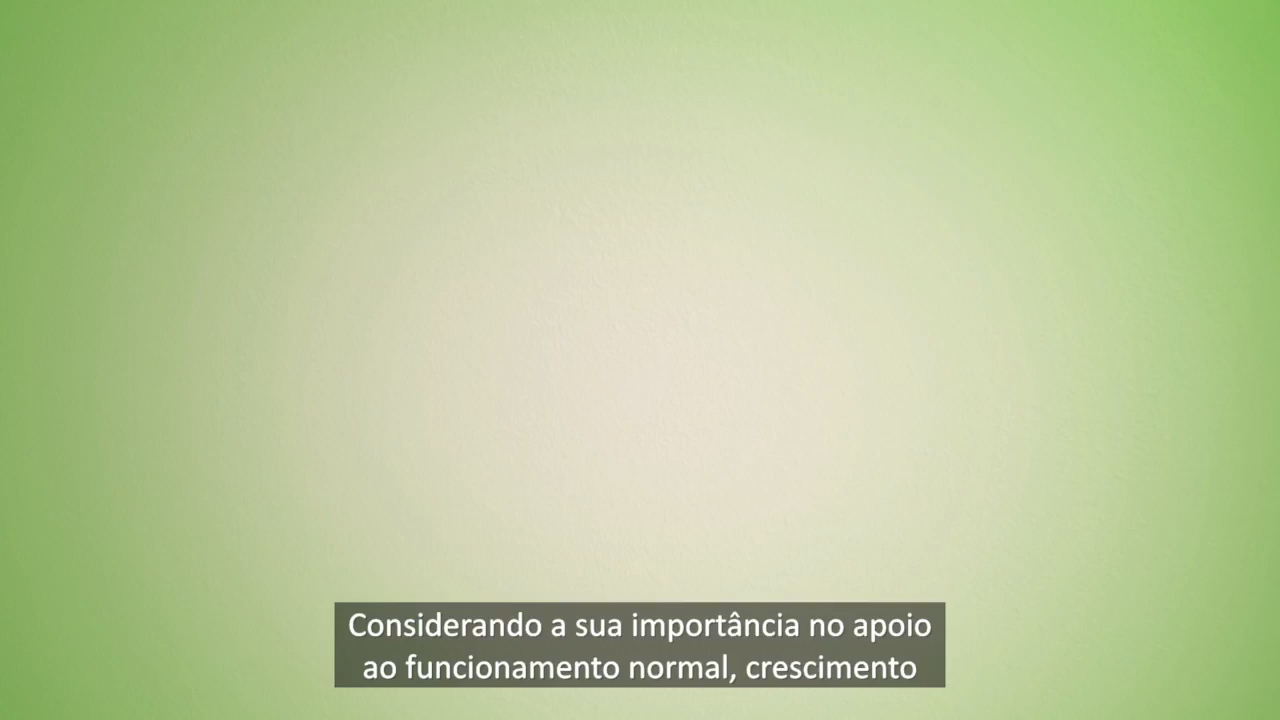 Considerando a sua importância no apoio
ao funcionamento normal, crescimento